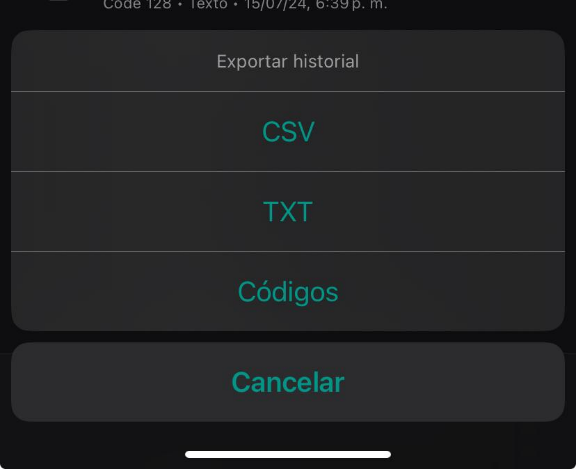 Code 128 • Texto • 15/07/24, 6:39 p. m.
Exportar historial
CSV
TXT
Códigos
Cancelar